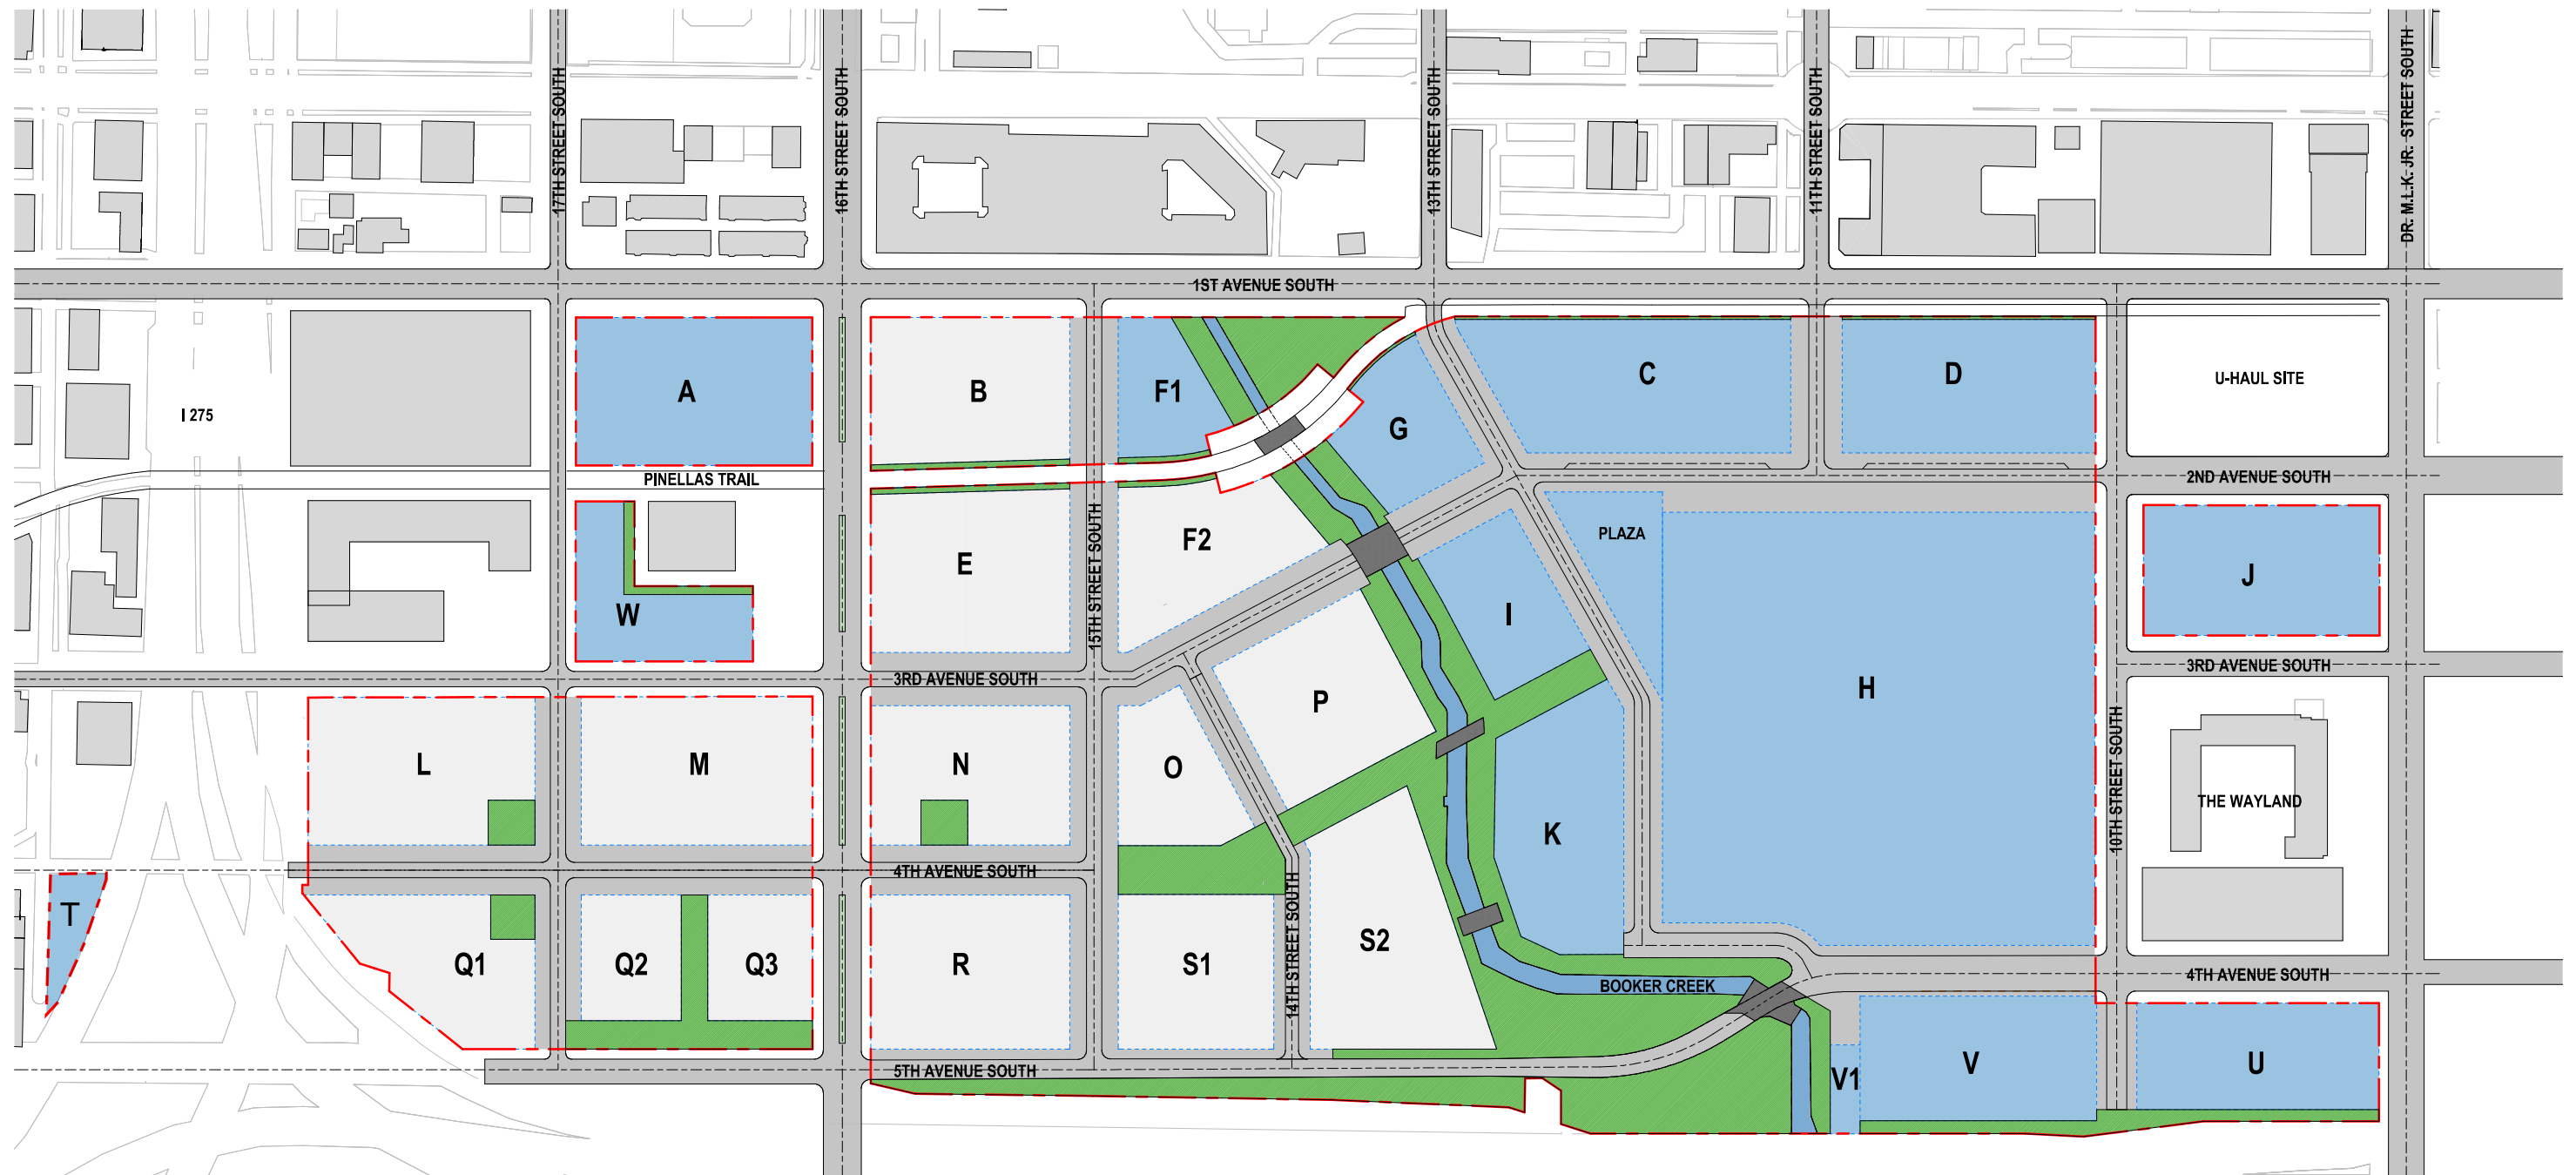 17TH STREET SOUTH
16TH STREET SOUTH
13TH STREET SOUTH
11TH STREET SOUTH
DR. M.L.K. JR. STREET SOUTH
1ST AVENUE SOUTH
I 275
A
B
F1
G
C
D
U-HAUL SITE
PINELLAS TRAIL
2ND AVENUE SOUTH
W
E
15TH STREET SOUTH
F2
I
PLAZA
J
3RD AVENUE SOUTH
3RD AVENUE SOUTH
L
M
N
O
P
K
H
10TH STREET SOUTH
THE WAYLAND
4TH AVENUE SOUTH
T
Q1
Q2
Q3
R
S1
14TH STREET SOUTH
S2
BOOKER CREEK
4TH AVENUE SOUTH
5TH AVENUE SOUTH
V1
V
U